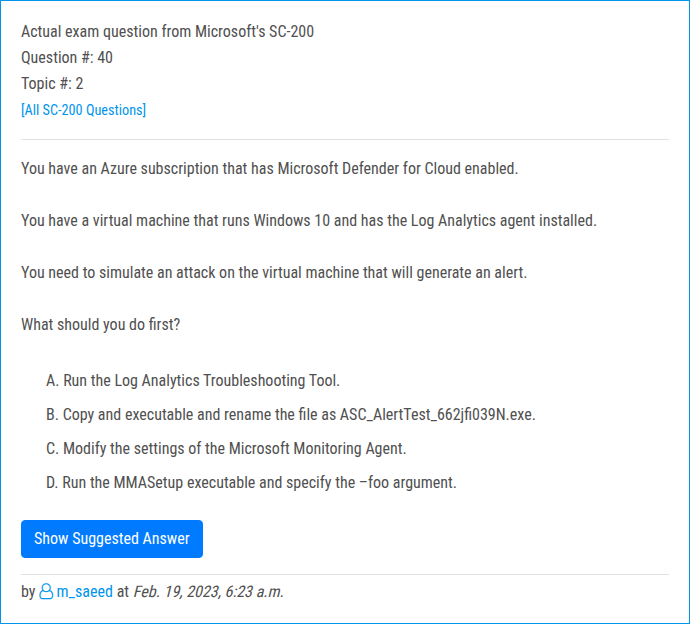 Actual exam question from Microsoft's SC-200
Question #: 40
Topic #: 2
[All SC-200 Questions]
You have an Azure subscription that has Microsoft Defender for Cloud enabled.
You have a virtual machine that runs Windows 10 and has the Log Analytics agent installed.
You need to simulate an attack on the virtual machine that will generate an alert.
What should you do first?
A. Run the Log Analytics Troubleshooting Tool.
B. Copy and executable and rename the file as ASC_AlertTest_662jfi039N.exe.
C. Modify the settings of the Microsoft Monitoring Agent.
D. Run the MMASetup executable and specify the –foo argument.
Show Suggested Answer
by m_saeed at Feb. 19, 2023, 6:23 a.m.